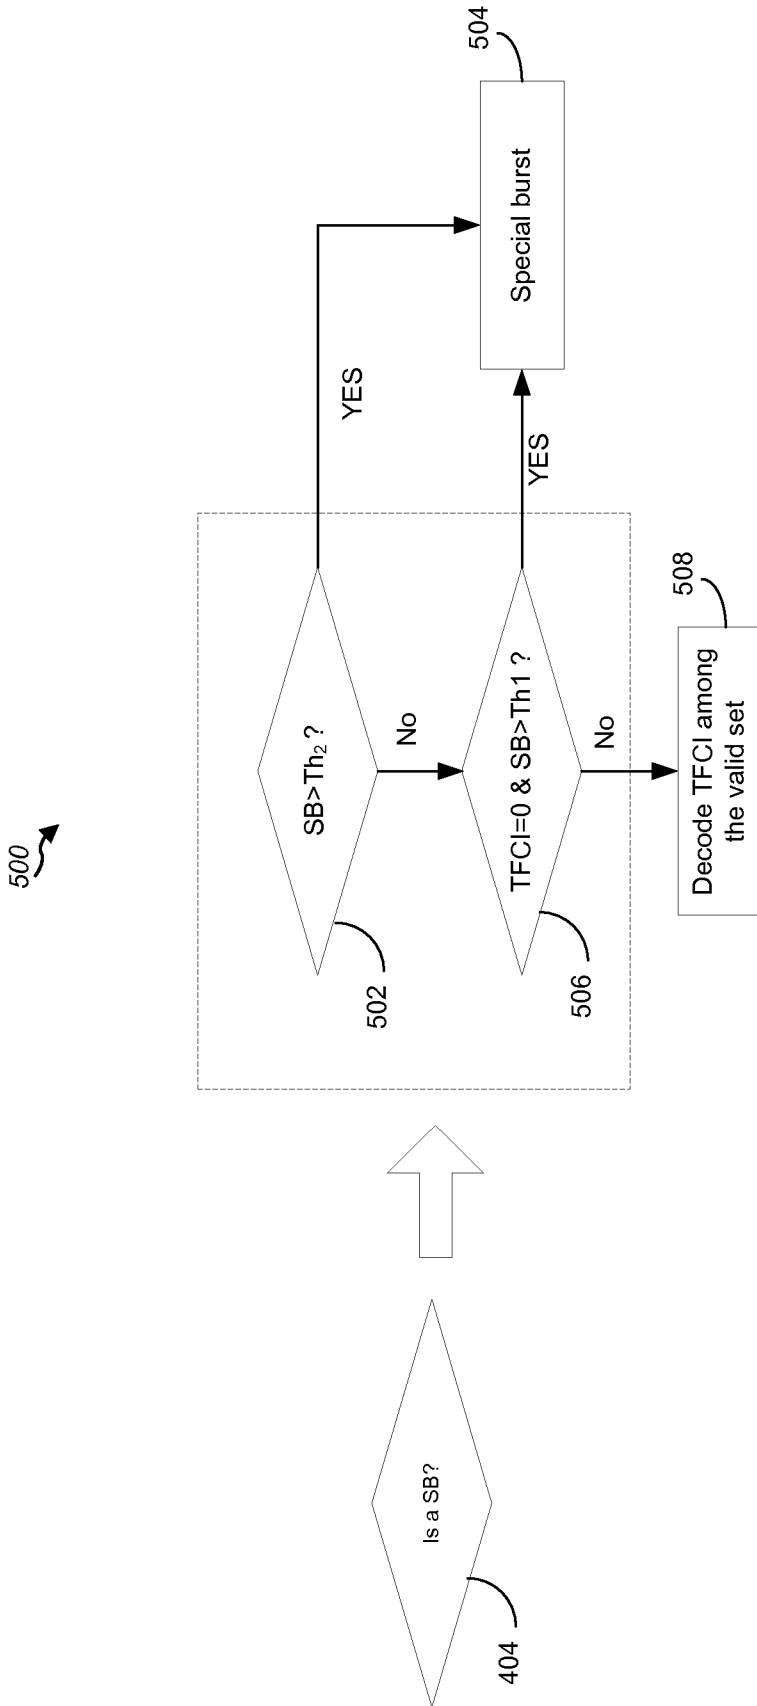 500
Is a SB?
404
SB>Th₂ ?
502
YES
No
TFCI=0 & SB>Th1 ?
506
YES
Special burst
504
No
Decode TFCI among
the valid set
508